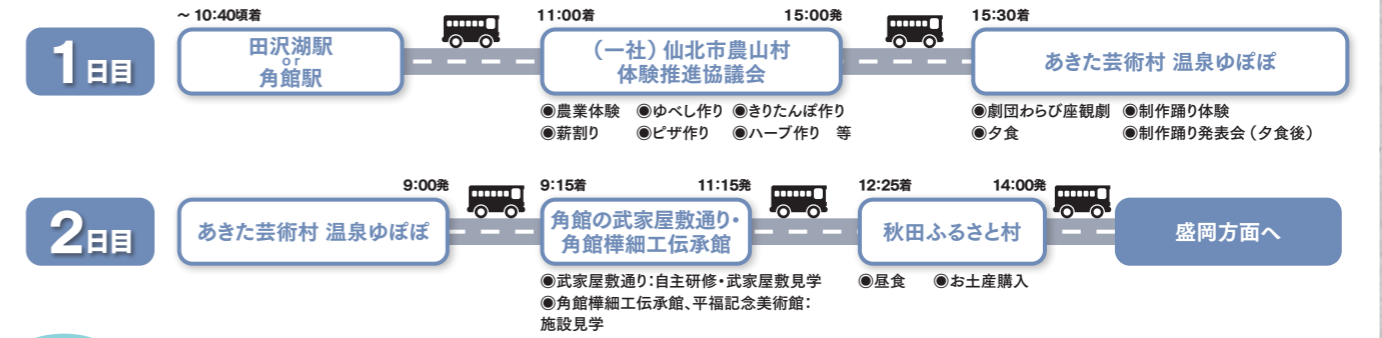 ~ 10:40頃着
11:00着
15:00発
15:30着
1日目
田沢湖駅
or
角館駅
（一社）仙北市農山村
体験推進協議会
あきた芸術村 温泉ゆぽぽ
◉農業体験 ◉ゆべし作り ◉きりたんぽ作り
◉薪割り ◉ピザ作り ◉ハーブ作り 等
◉劇団わらび座観劇 ◉制作踊り体験
◉夕食 ◉制作踊り発表会（夕食後）
9:00発
9:15着
11:15発
12:25着
14:00発
2日目
あきた芸術村 温泉ゆぽぽ
角館の武家屋敷通り・
角館樺細工伝承館
秋田ふるさと村
盛岡方面へ
◉武家屋敷通り：自主研修・武家屋敷見学
◉角館樺細工伝承館、平福記念美術館：
施設見学
◉昼食 ◉お土産購入